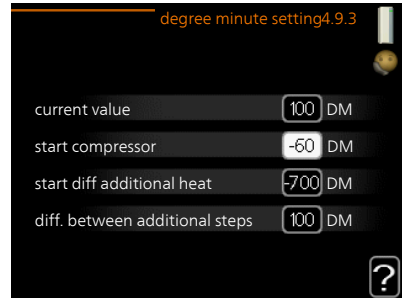 degree minute setting4.9.3
current value 100 DM
start compressor -60 DM
start diff additional heat -700 DM
diff. between additional steps 100 DM
?